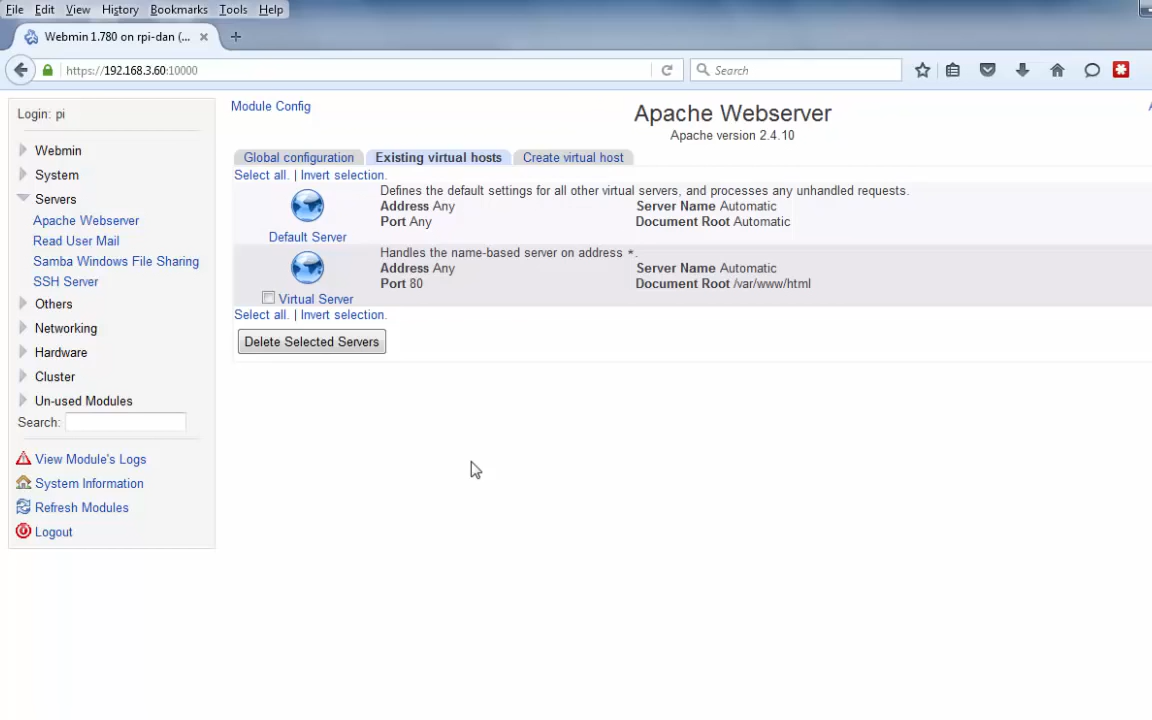 File Edit View History Bookmarks Tools Help
Webmin 1.780 on rpi-dan (...
https://192.168.3.60:10000
Search
Login: pi
Webmin
System
Servers
Apache Webserver
Read User Mail
Samba Windows File Sharing
SSH Server
Others
Networking
Hardware
Cluster
Un-used Modules
Search:
View Module's Logs
System Information
Refresh Modules
Logout
Module Config
Apache Webserver
Apache version 2.4.10
Global configuration Existing virtual hosts Create virtual host
Select all. | Invert selection.
Default Server
Defines the default settings for all other virtual servers, and processes any unhandled requests.
Address Any Server Name Automatic
Port Any Document Root Automatic
Virtual Server
Handles the name-based server on address *.
Address Any Server Name Automatic
Port 80 Document Root /var/www/html
Select all. | Invert selection.
Delete Selected Servers